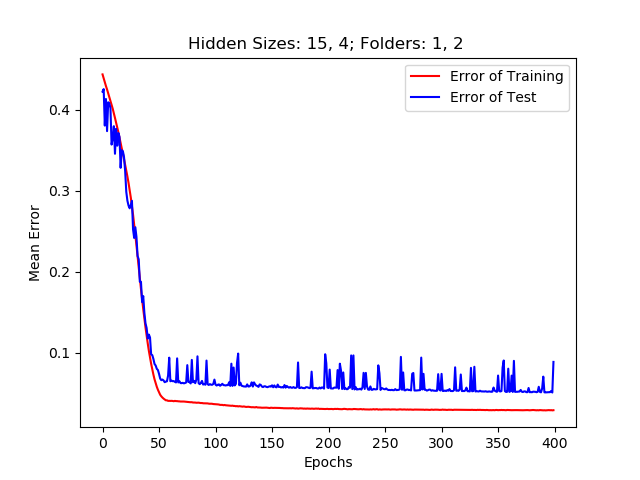 Hidden Sizes: 15, 4; Folders: 1, 2
Error of Training
Error of Test
Mean Error
0.4
0.3
0.2
0.1
0 50 100 150 200 250 300 350 400
Epochs